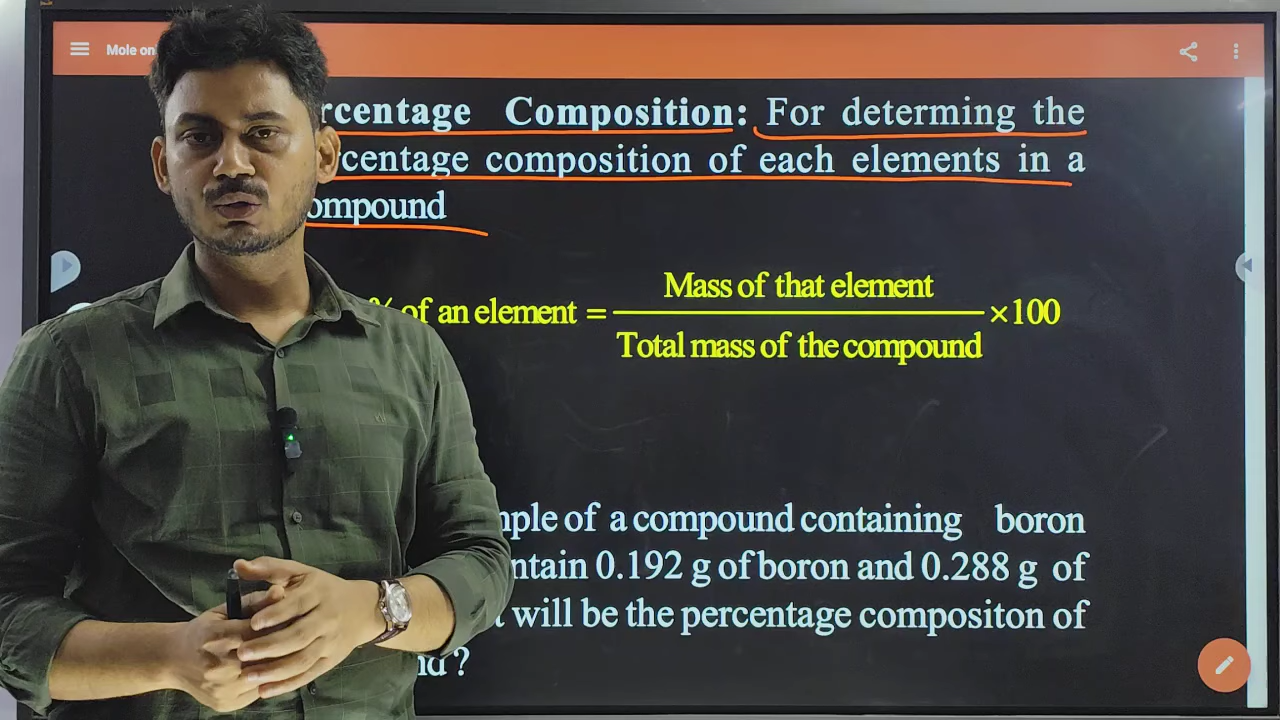 Mole on
rcentage Composition: For determing the
rcentage composition of each elements in a
ompound
% of an element = Mass of that element / Total mass of the compound ×100
mple of a compound containing boron
ntain 0.192 g of boron and 0.288 g of
t will be the percentage compositon of
nd ?